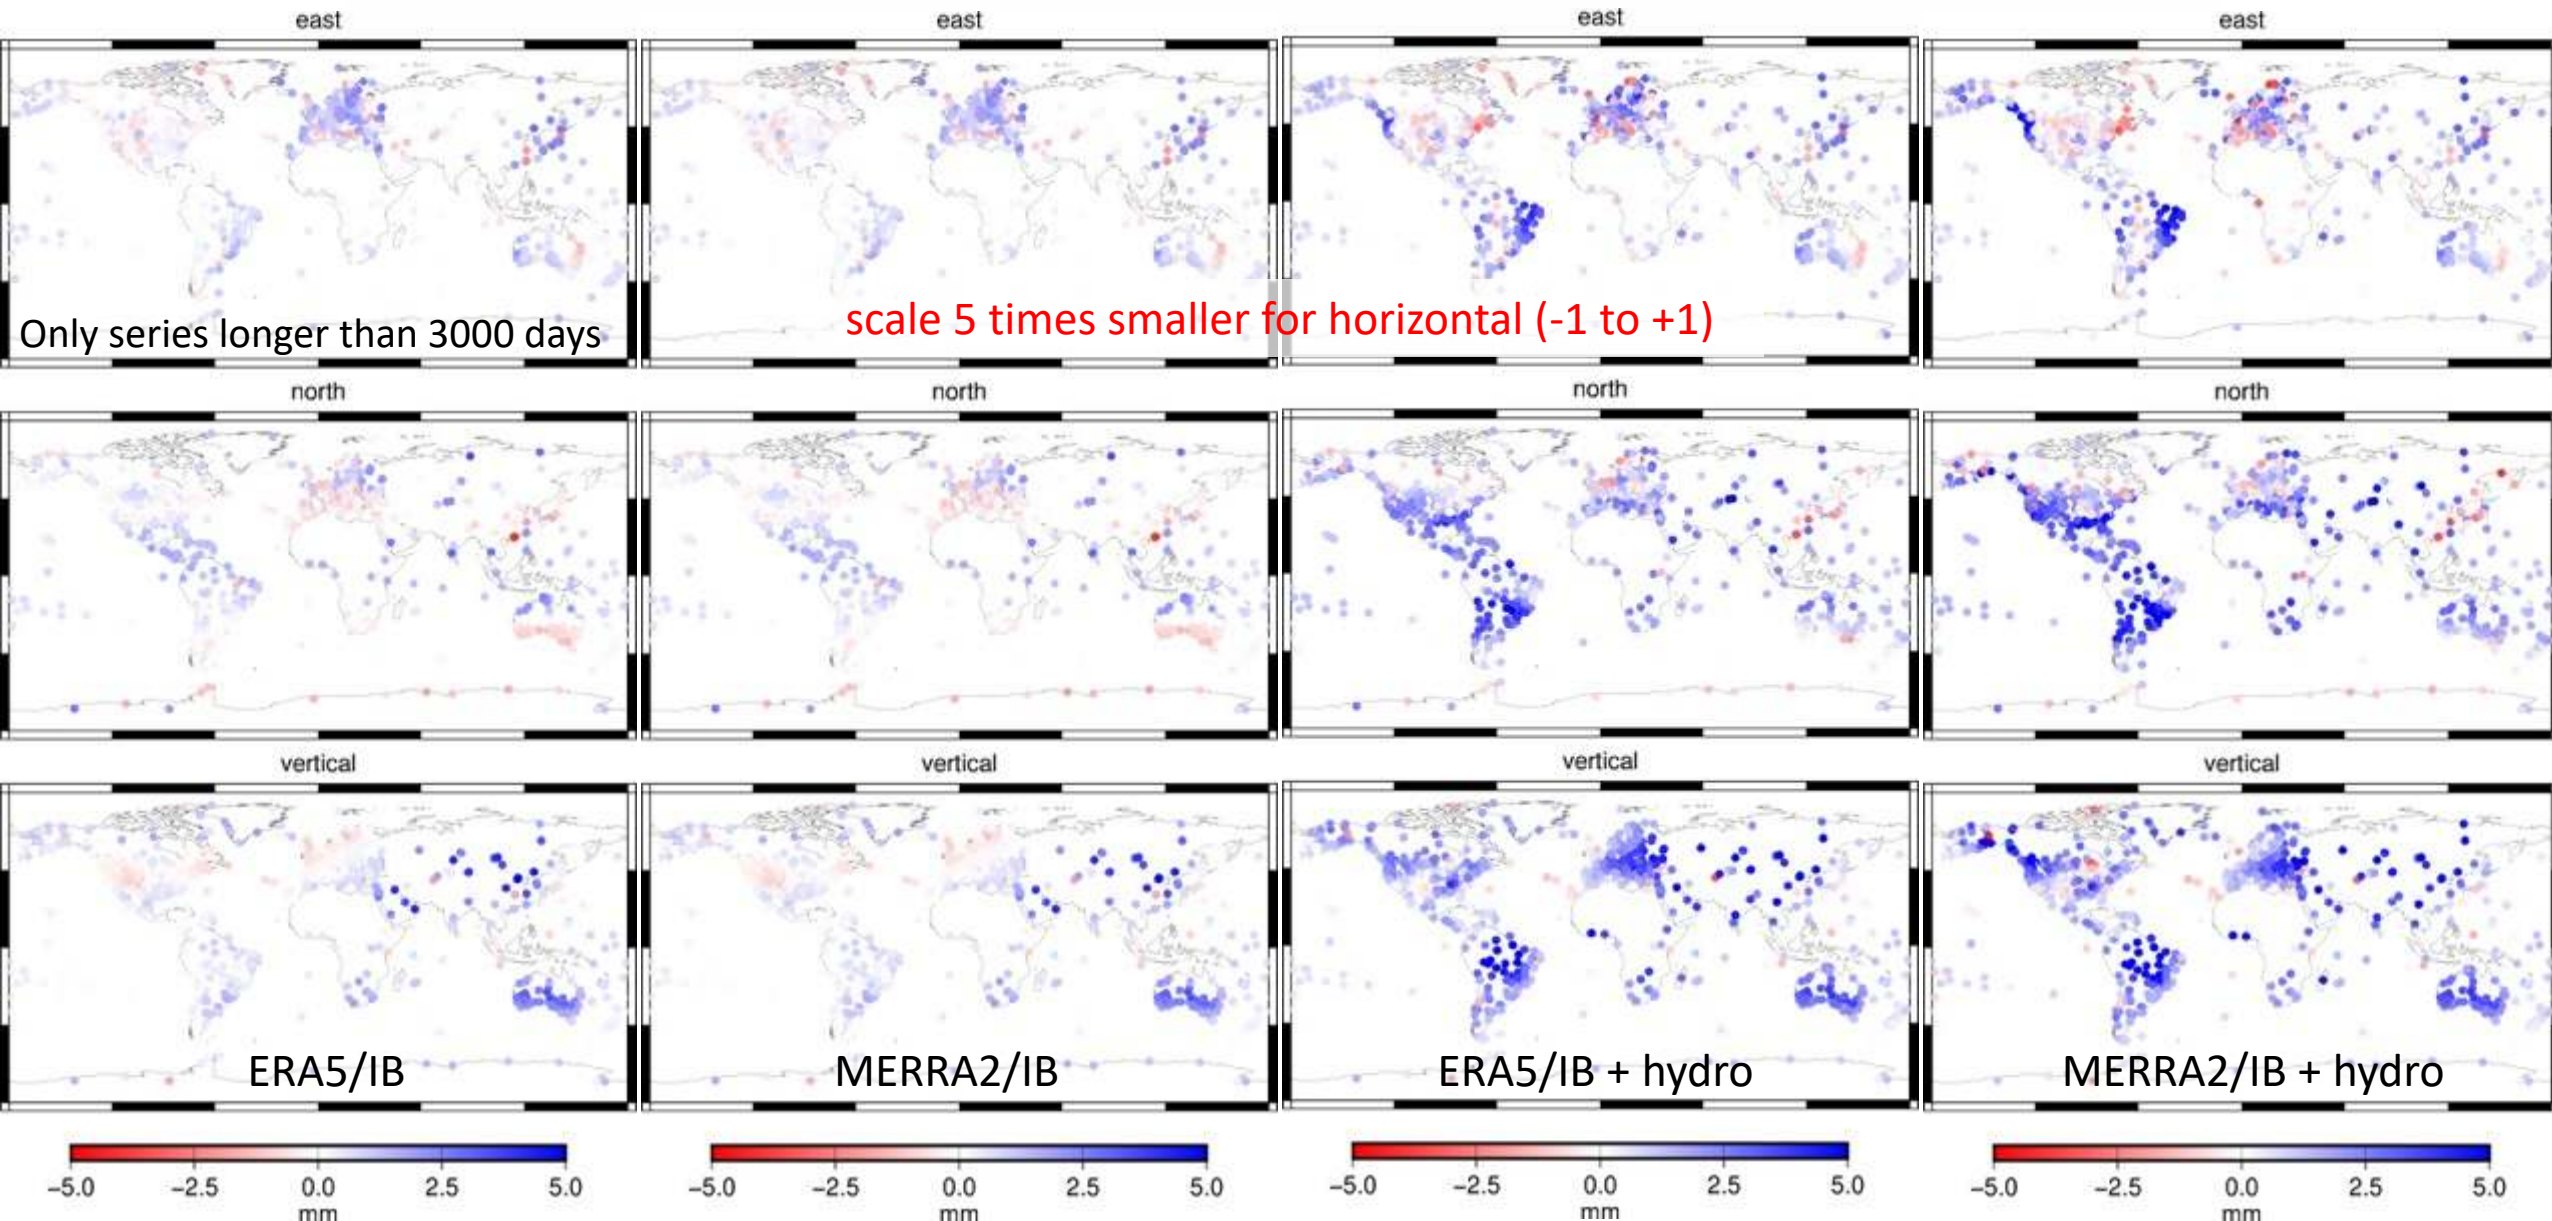 east east east east
Only series longer than 3000 days
scale 5 times smaller for horizontal (-1 to +1)
north north north north
vertical vertical vertical vertical
ERA5/IB MERRA2/IB ERA5/IB + hydro MERRA2/IB + hydro
−5.0 −2.5 0.0 2.5 5.0 −5.0 −2.5 0.0 2.5 5.0 −5.0 −2.5 0.0 2.5 5.0 −5.0 −2.5 0.0 2.5 5.0
mm mm mm mm